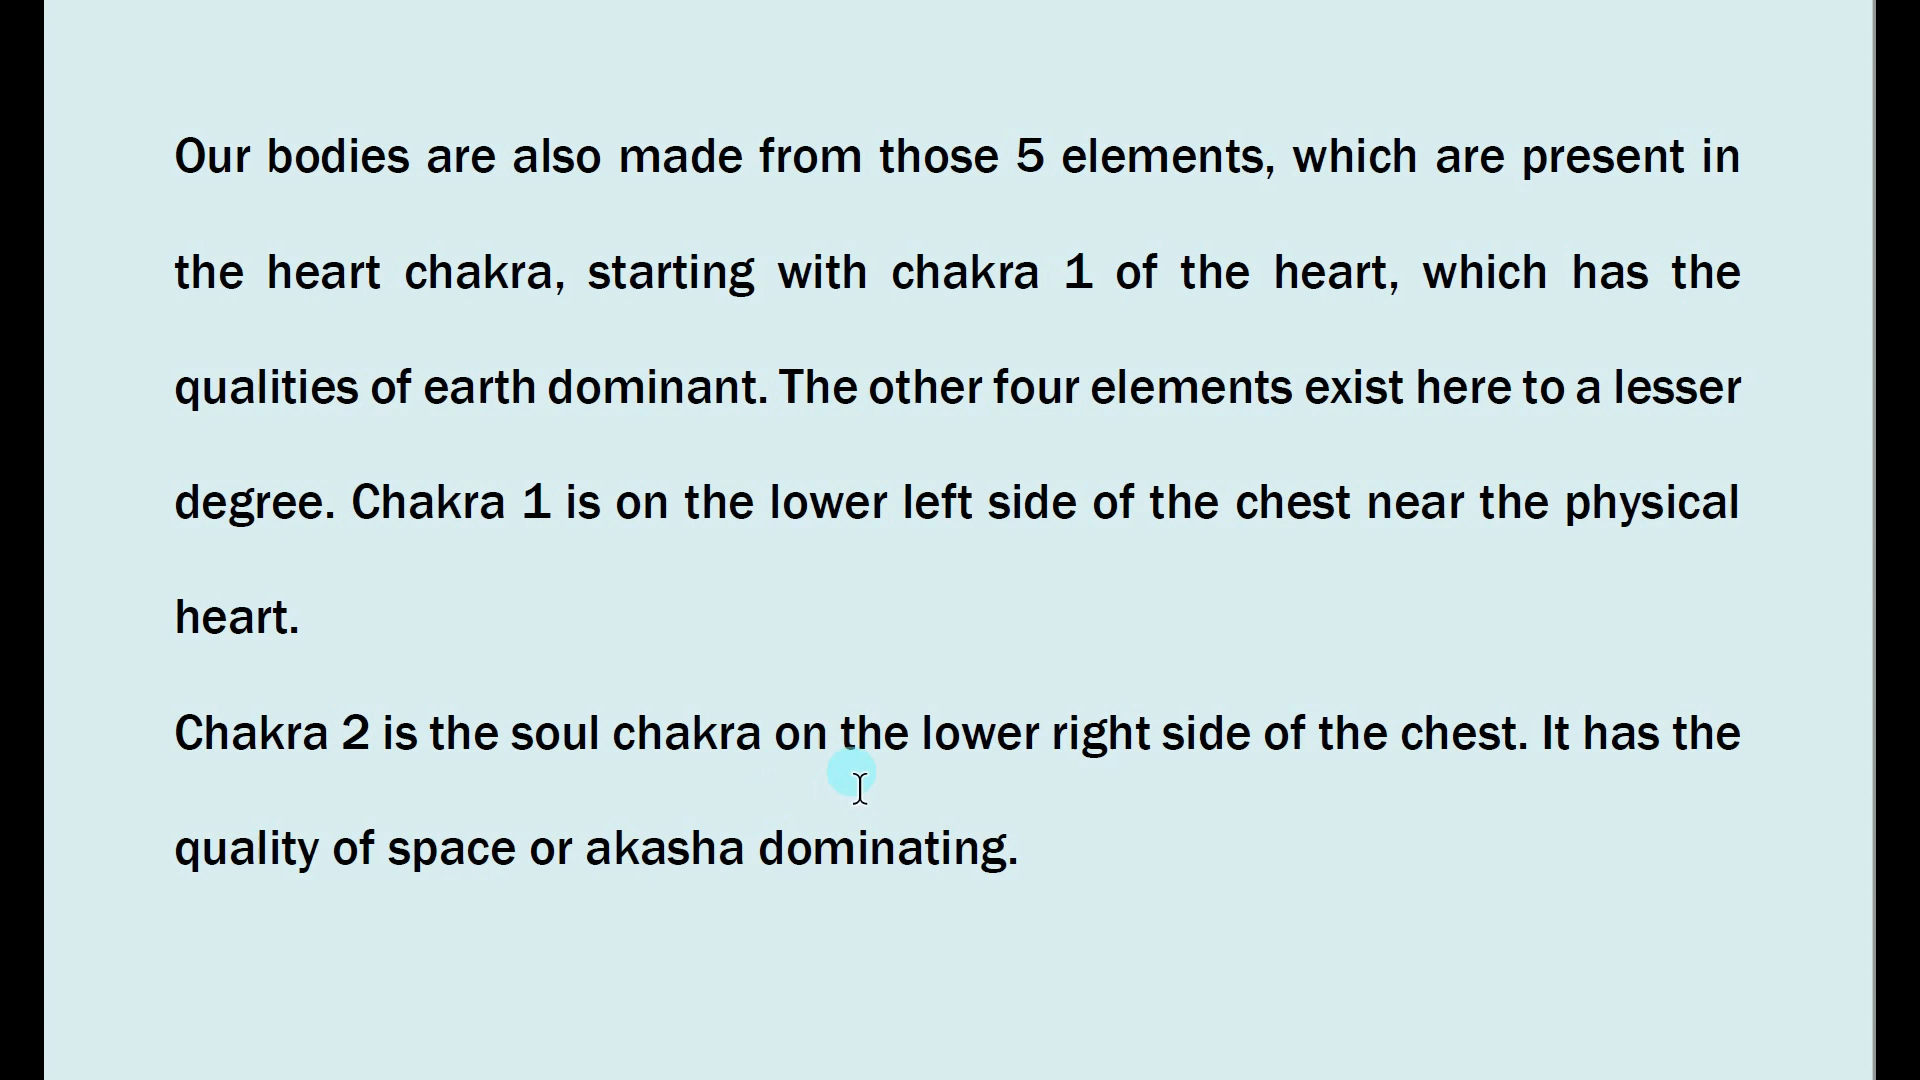 Our bodies are also made from those 5 elements, which are present in
the heart chakra, starting with chakra 1 of the heart, which has the
qualities of earth dominant. The other four elements exist here to a lesser
degree. Chakra 1 is on the lower left side of the chest near the physical
heart.
Chakra 2 is the soul chakra on the lower right side of the chest. It has the
quality of space or akasha dominating.